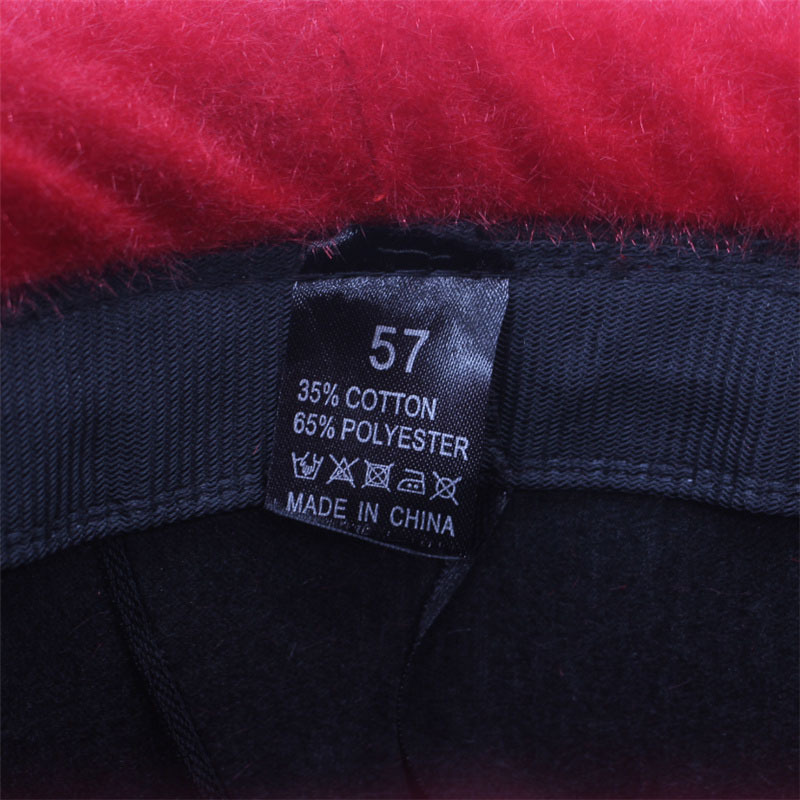 57
35% COTTON
65% POLYESTER
MADE IN CHINA